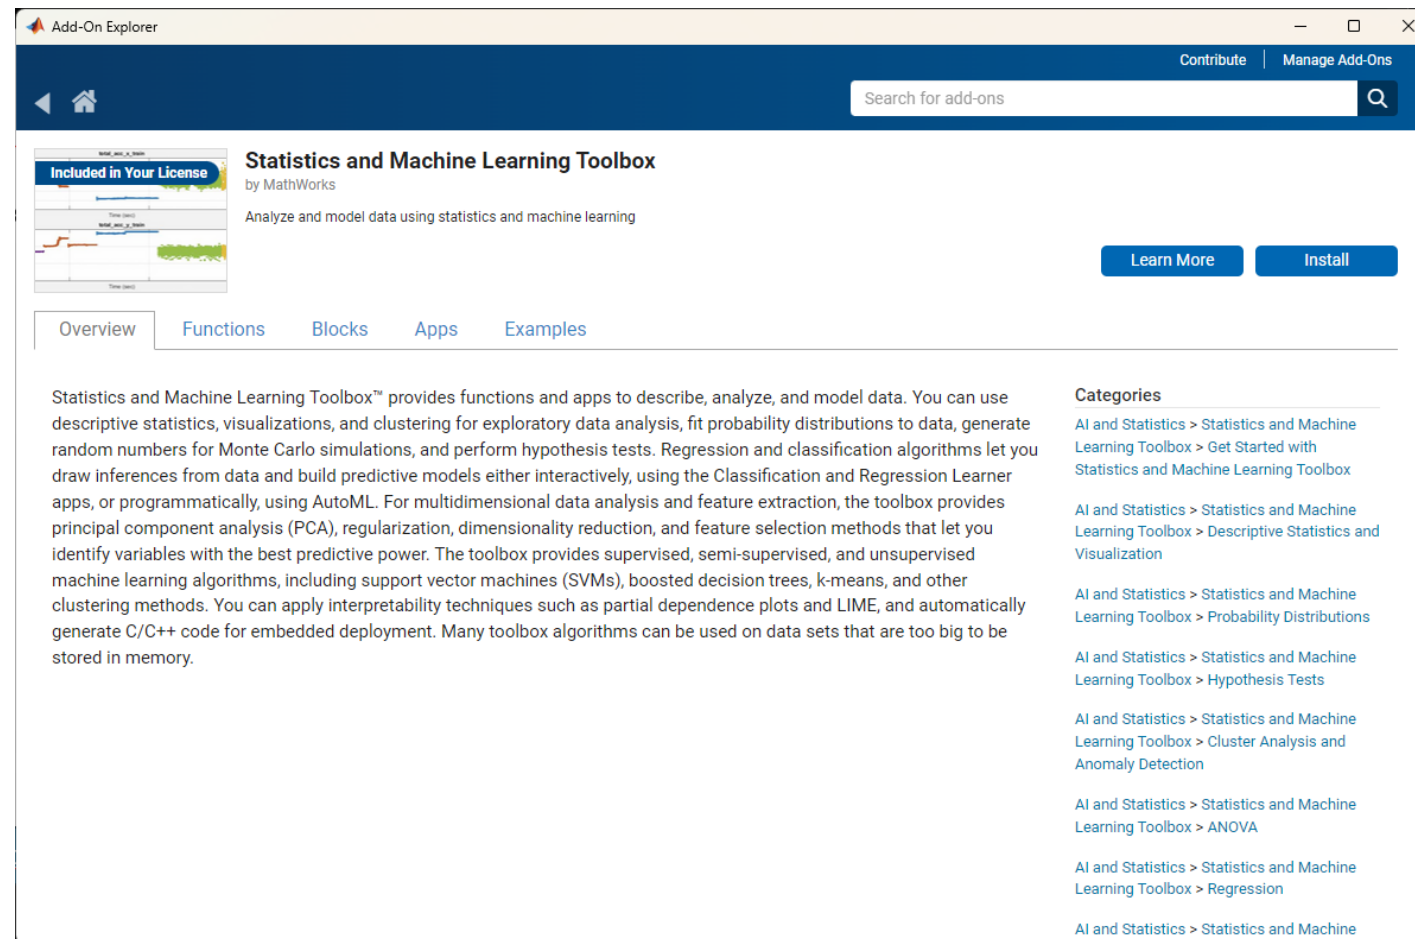 Add-On Explorer
Contribute
Manage Add-Ons
Search for add-ons
total_acc_x_train
Included in Your License
Time (sec)
total_acc_y_train
Time (sec)
Statistics and Machine Learning Toolbox
by MathWorks
Analyze and model data using statistics and machine learning
Learn More
Install
Overview
Functions
Blocks
Apps
Examples
Statistics and Machine Learning Toolbox™ provides functions and apps to describe, analyze, and model data. You can use
descriptive statistics, visualizations, and clustering for exploratory data analysis, fit probability distributions to data, generate
random numbers for Monte Carlo simulations, and perform hypothesis tests. Regression and classification algorithms let you
draw inferences from data and build predictive models either interactively, using the Classification and Regression Learner
apps, or programmatically, using AutoML. For multidimensional data analysis and feature extraction, the toolbox provides
principal component analysis (PCA), regularization, dimensionality reduction, and feature selection methods that let you
identify variables with the best predictive power. The toolbox provides supervised, semi-supervised, and unsupervised
machine learning algorithms, including support vector machines (SVMs), boosted decision trees, k-means, and other
clustering methods. You can apply interpretability techniques such as partial dependence plots and LIME, and automatically
generate C/C++ code for embedded deployment. Many toolbox algorithms can be used on data sets that are too big to be
stored in memory.
Categories
AI and Statistics > Statistics and Machine
Learning Toolbox > Get Started with
Statistics and Machine Learning Toolbox
AI and Statistics > Statistics and Machine
Learning Toolbox > Descriptive Statistics and
Visualization
AI and Statistics > Statistics and Machine
Learning Toolbox > Probability Distributions
AI and Statistics > Statistics and Machine
Learning Toolbox > Hypothesis Tests
AI and Statistics > Statistics and Machine
Learning Toolbox > Cluster Analysis and
Anomaly Detection
AI and Statistics > Statistics and Machine
Learning Toolbox > ANOVA
AI and Statistics > Statistics and Machine
Learning Toolbox > Regression
AI and Statistics > Statistics and Machine